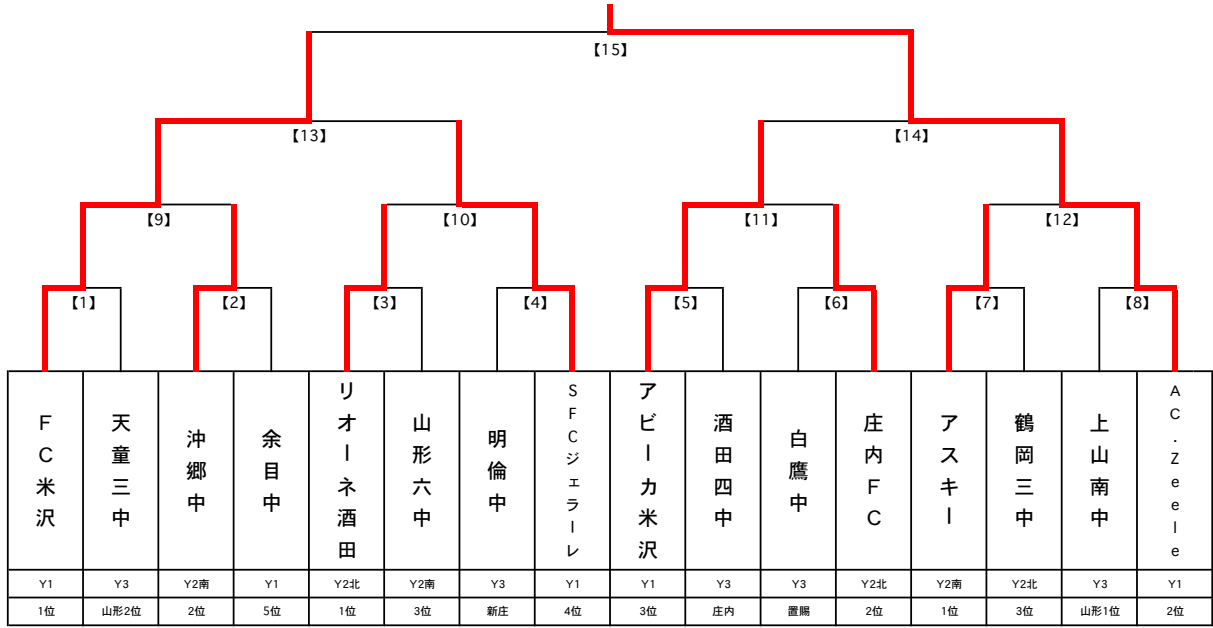 【15】
【13】
【14】
【9】
【10】
【11】
【12】
【1】
【2】
【3】
【4】
【5】
【6】
【7】
【8】
FC米沢
天童三中
沖郷中
余目中
リオーネ酒田
山形六中
明倫中
SFCジェラーレ
アビーカ米沢
酒田四中
白鷹中
庄内FC
アスキー
鶴岡三中
上山南中
AC.Zeele
Y1 Y3 Y2南 Y1 Y2北 Y2南 Y3 Y1 Y1 Y3 Y3 Y2北 Y2南 Y2北 Y3 Y1
1位 山形2位 2位 5位 1位 3位 新庄 4位 3位 庄内 置賜 2位 1位 3位 山形1位 2位